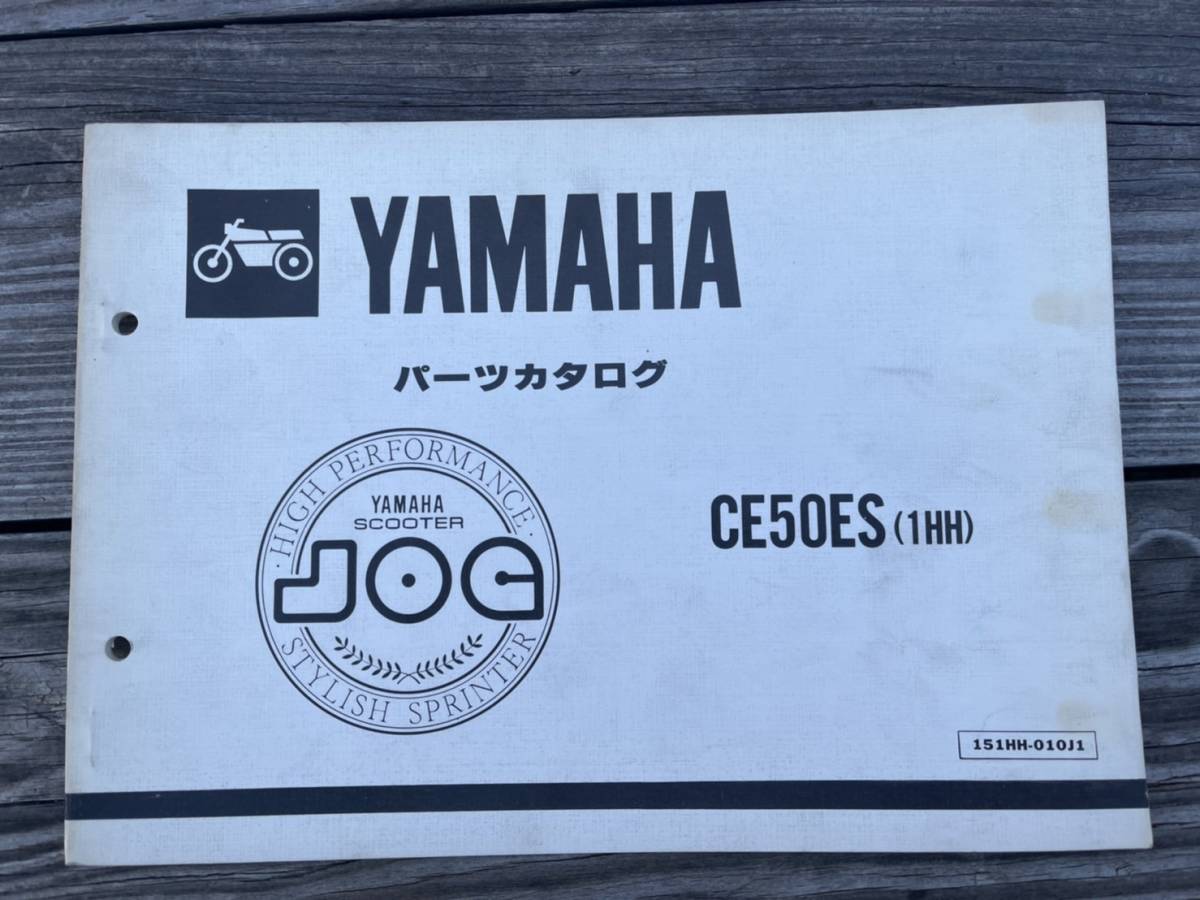 YAMAHA
パーツカタログ
HIGH PERFORMANCE
YAMAHA
SCOOTER
JOG
STYLISH SPRINTER
CE50ES (1HH)
151HH-010J1